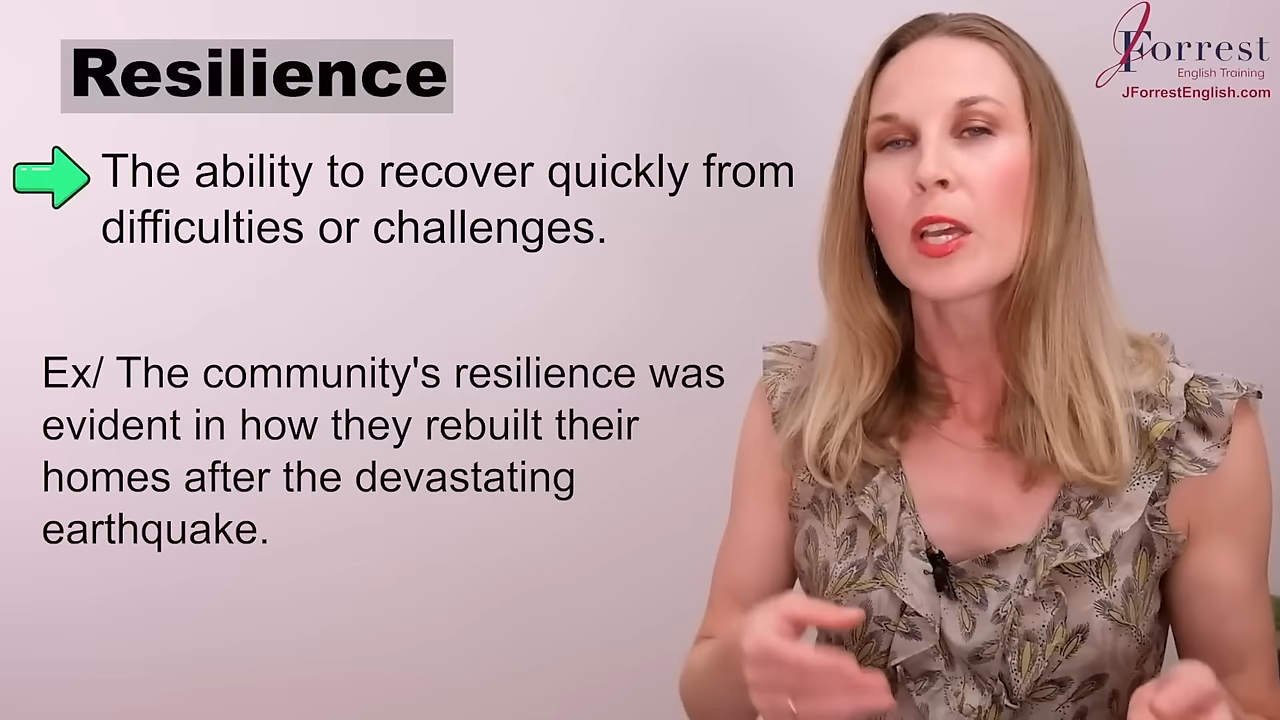 Resilience
The ability to recover quickly from
difficulties or challenges.
Ex/ The community's resilience was
evident in how they rebuilt their
homes after the devastating
earthquake.
JForrest
English Training
JForrestEnglish.com